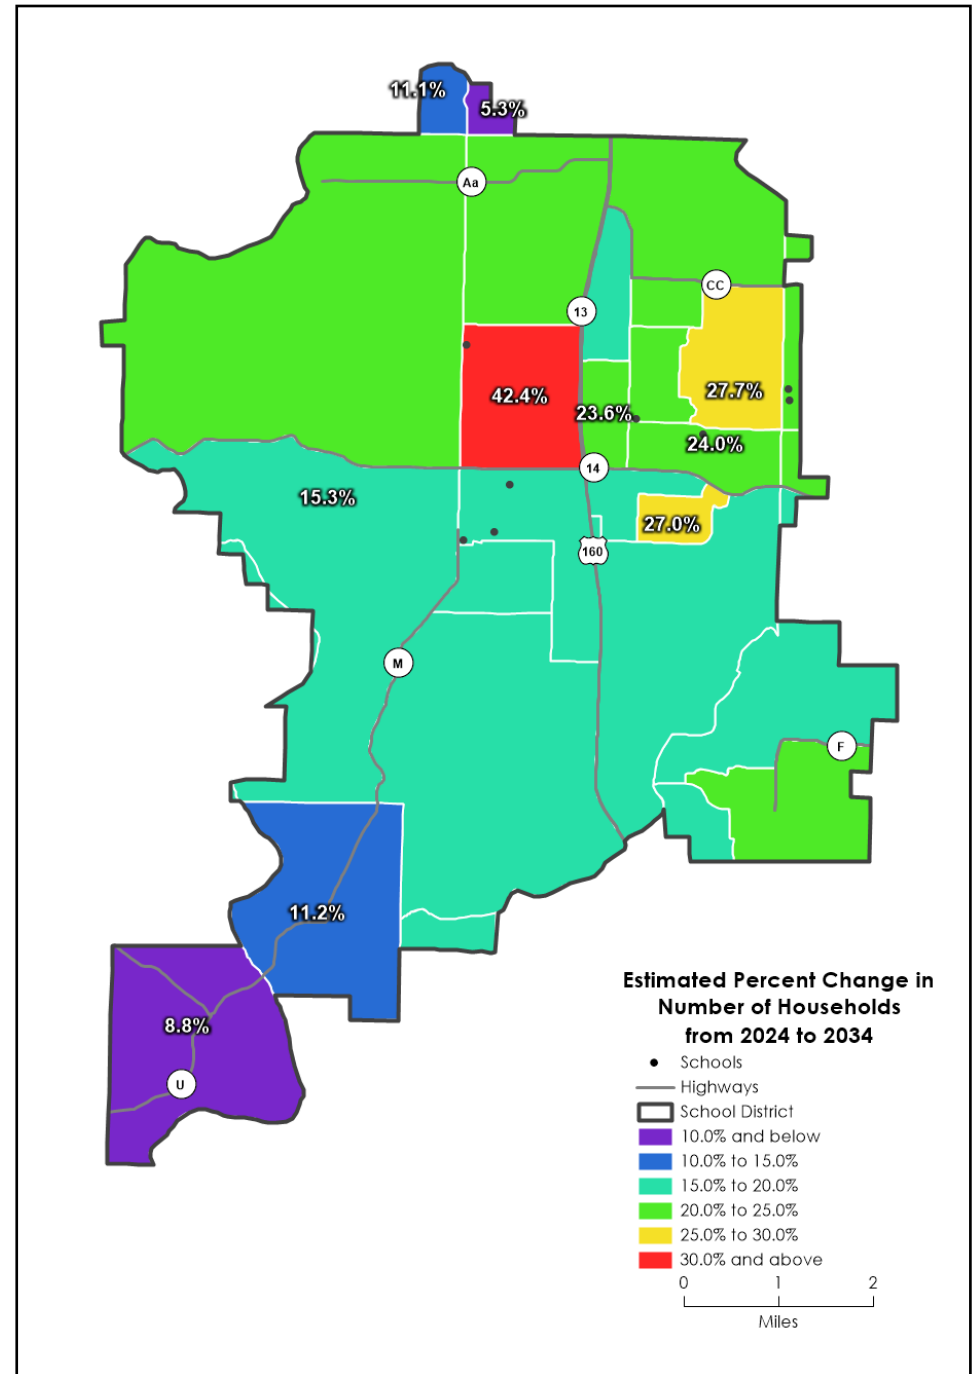 11.1%
5.3%
Aa
CC
13
27.7%
42.4%
23.6%
24.0%
14
15.3%
27.0%
160
M
F
11.2%
8.8%
U
Estimated Percent Change in
Number of Households
from 2024 to 2034
Schools
Highways
School District
10.0% and below
10.0% to 15.0%
15.0% to 20.0%
20.0% to 25.0%
25.0% to 30.0%
30.0% and above
0 1 2
Miles